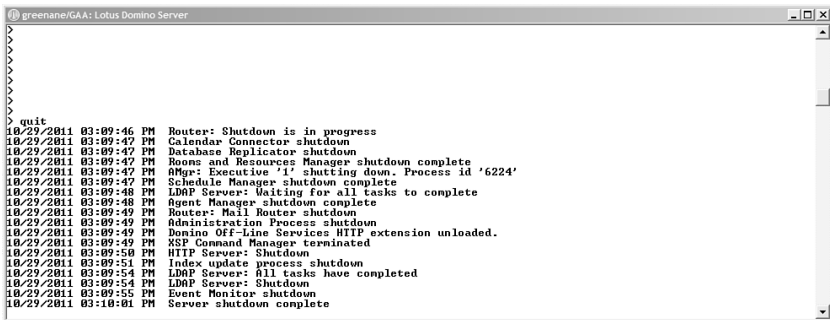 greenane/GAA: Lotus Domino Server
>
>
>
>
>
>
>
>
>
> quit
10/29/2011 03:09:46 PM  Router: Shutdown is in progress
10/29/2011 03:09:47 PM  Calendar Connector shutdown
10/29/2011 03:09:47 PM  Database Replicator shutdown
10/29/2011 03:09:47 PM  Rooms and Resources Manager shutdown complete
10/29/2011 03:09:47 PM  AMgr: Executive '1' shutting down. Process id '6224'
10/29/2011 03:09:47 PM  Schedule Manager shutdown complete
10/29/2011 03:09:48 PM  LDAP Server: Waiting for all tasks to complete
10/29/2011 03:09:48 PM  Agent Manager shutdown complete
10/29/2011 03:09:49 PM  Router: Mail Router shutdown
10/29/2011 03:09:49 PM  Administration Process shutdown
10/29/2011 03:09:49 PM  Domino Off-Line Services HTTP extension unloaded.
10/29/2011 03:09:49 PM  XSP Command Manager terminated
10/29/2011 03:09:50 PM  HTTP Server: Shutdown
10/29/2011 03:09:51 PM  Index update process shutdown
10/29/2011 03:09:54 PM  LDAP Server: All tasks have completed
10/29/2011 03:09:54 PM  LDAP Server: Shutdown
10/29/2011 03:09:55 PM  Event Monitor shutdown
10/29/2011 03:10:01 PM  Server shutdown complete